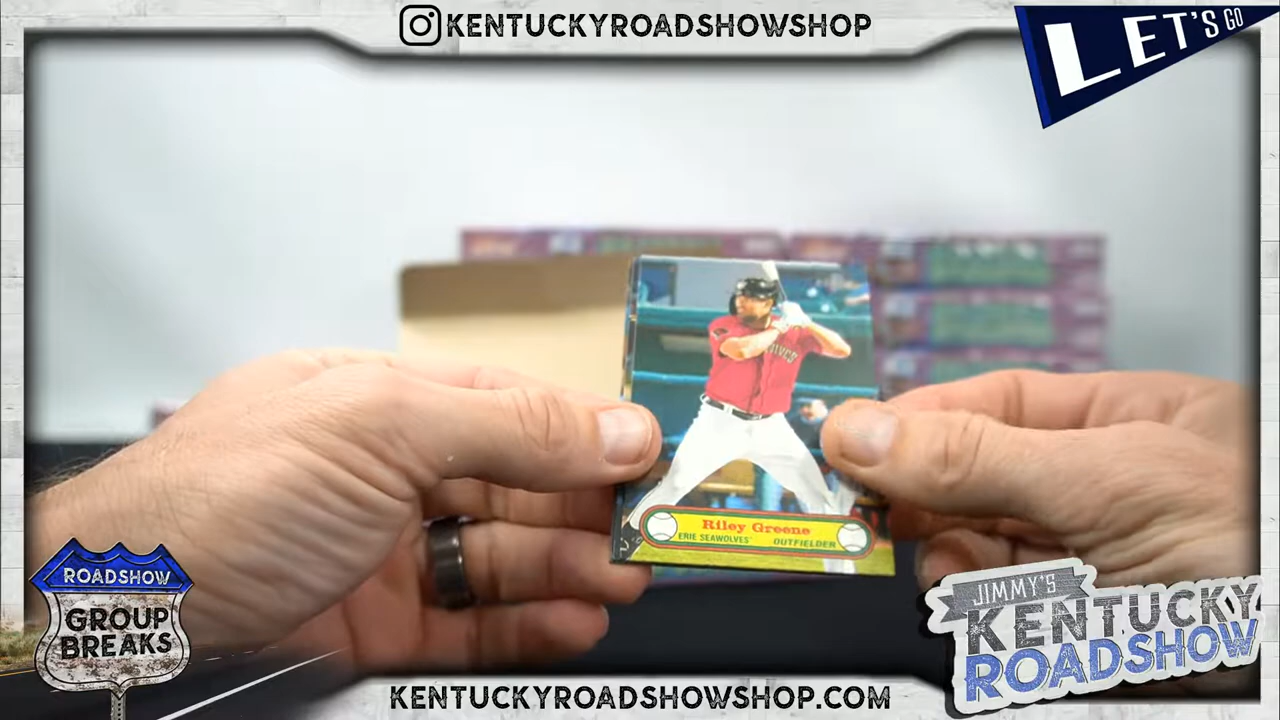 KENTUCKYROADSHOWSHOP
LET'S GO
Riley Greene
ERIE SEAWOLVES OUTFIELDER
ROADSHOW
GROUP
BREAKS
JIMMY'S
KENTUCKY
ROADSHOW
KENTUCKYROADSHOWSHOP.COM